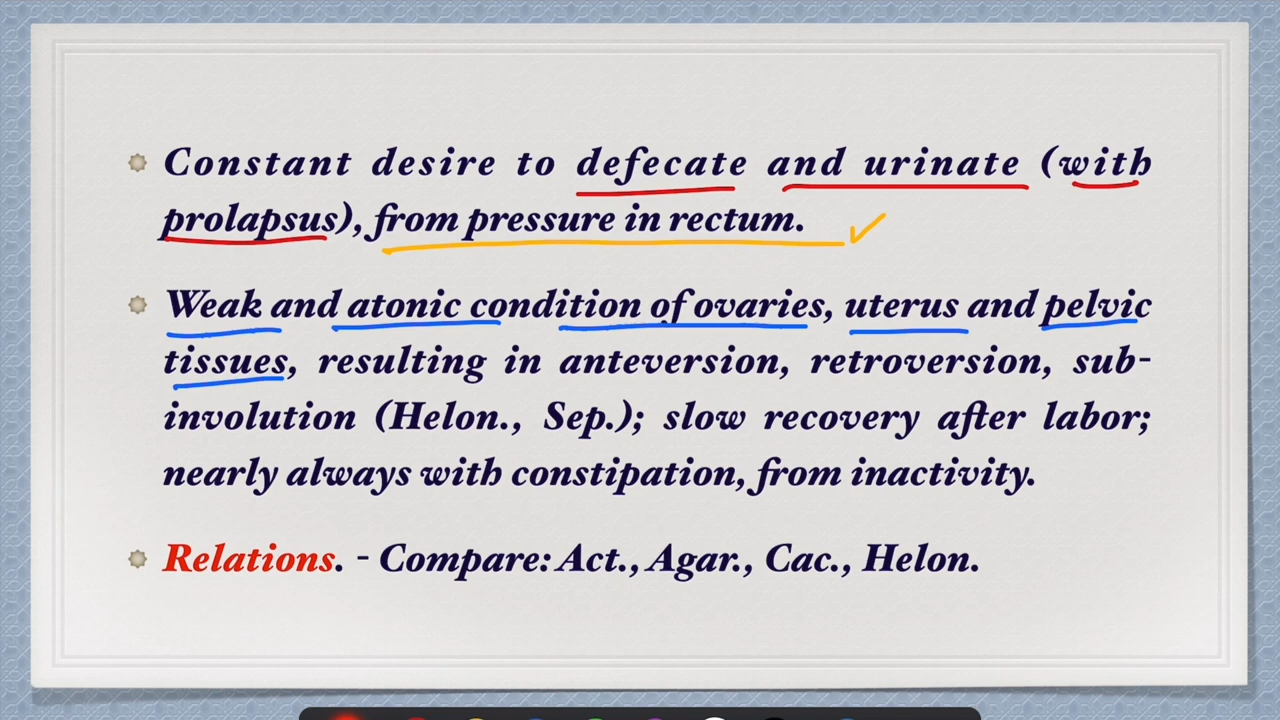 Constant desire to defecate and urinate (with
prolapsus), from pressure in rectum.
Weak and atonic condition of ovaries, uterus and pelvic
tissues, resulting in anteversion, retroversion, sub-
involution (Helon., Sep.); slow recovery after labor;
nearly always with constipation, from inactivity.
Relations. - Compare: Act., Agar., Cac., Helon.